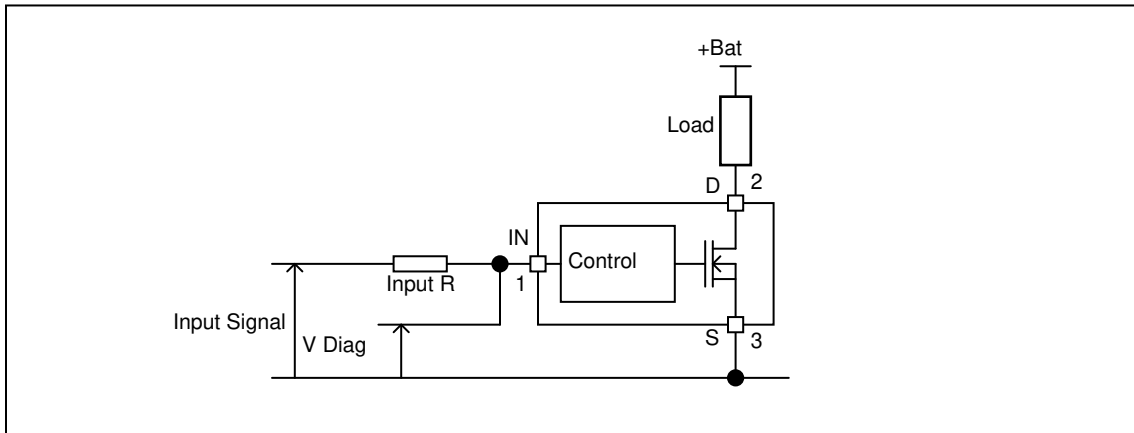 +Bat
Load
D 2
IN
Control
1
Input R
Input Signal
V Diag
S 3